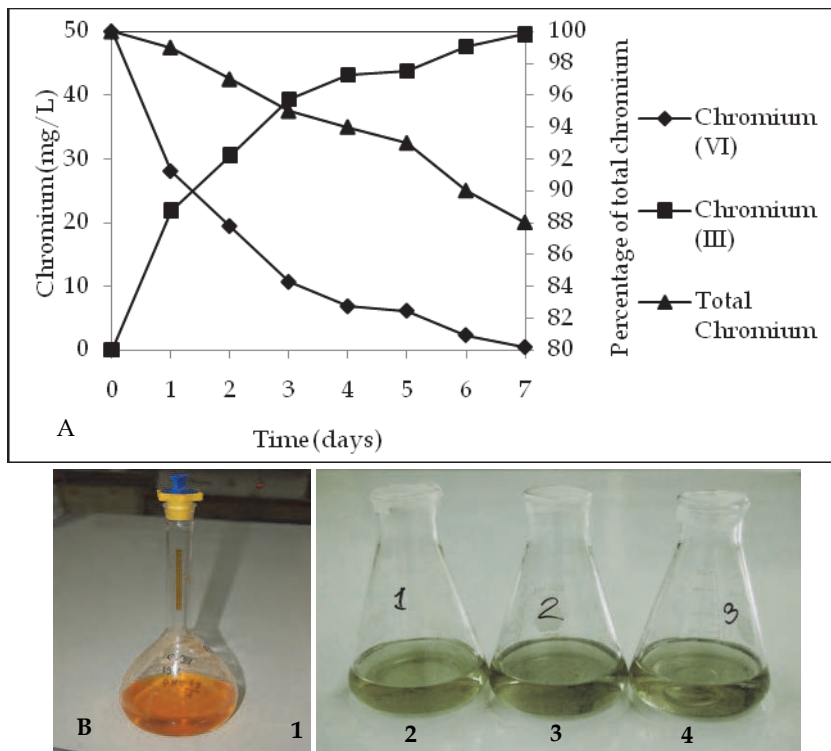 50
40
30
20
10
0
Chromium (mg/L)
0 1 2 3 4 5 6 7
Time (days)
100
98
96
94
92
90
88
86
84
82
80
Percentage of total chromium
Chromium
(VI)
Chromium
(III)
Total
Chromium
A
B
1
1
2
3
2
3
4